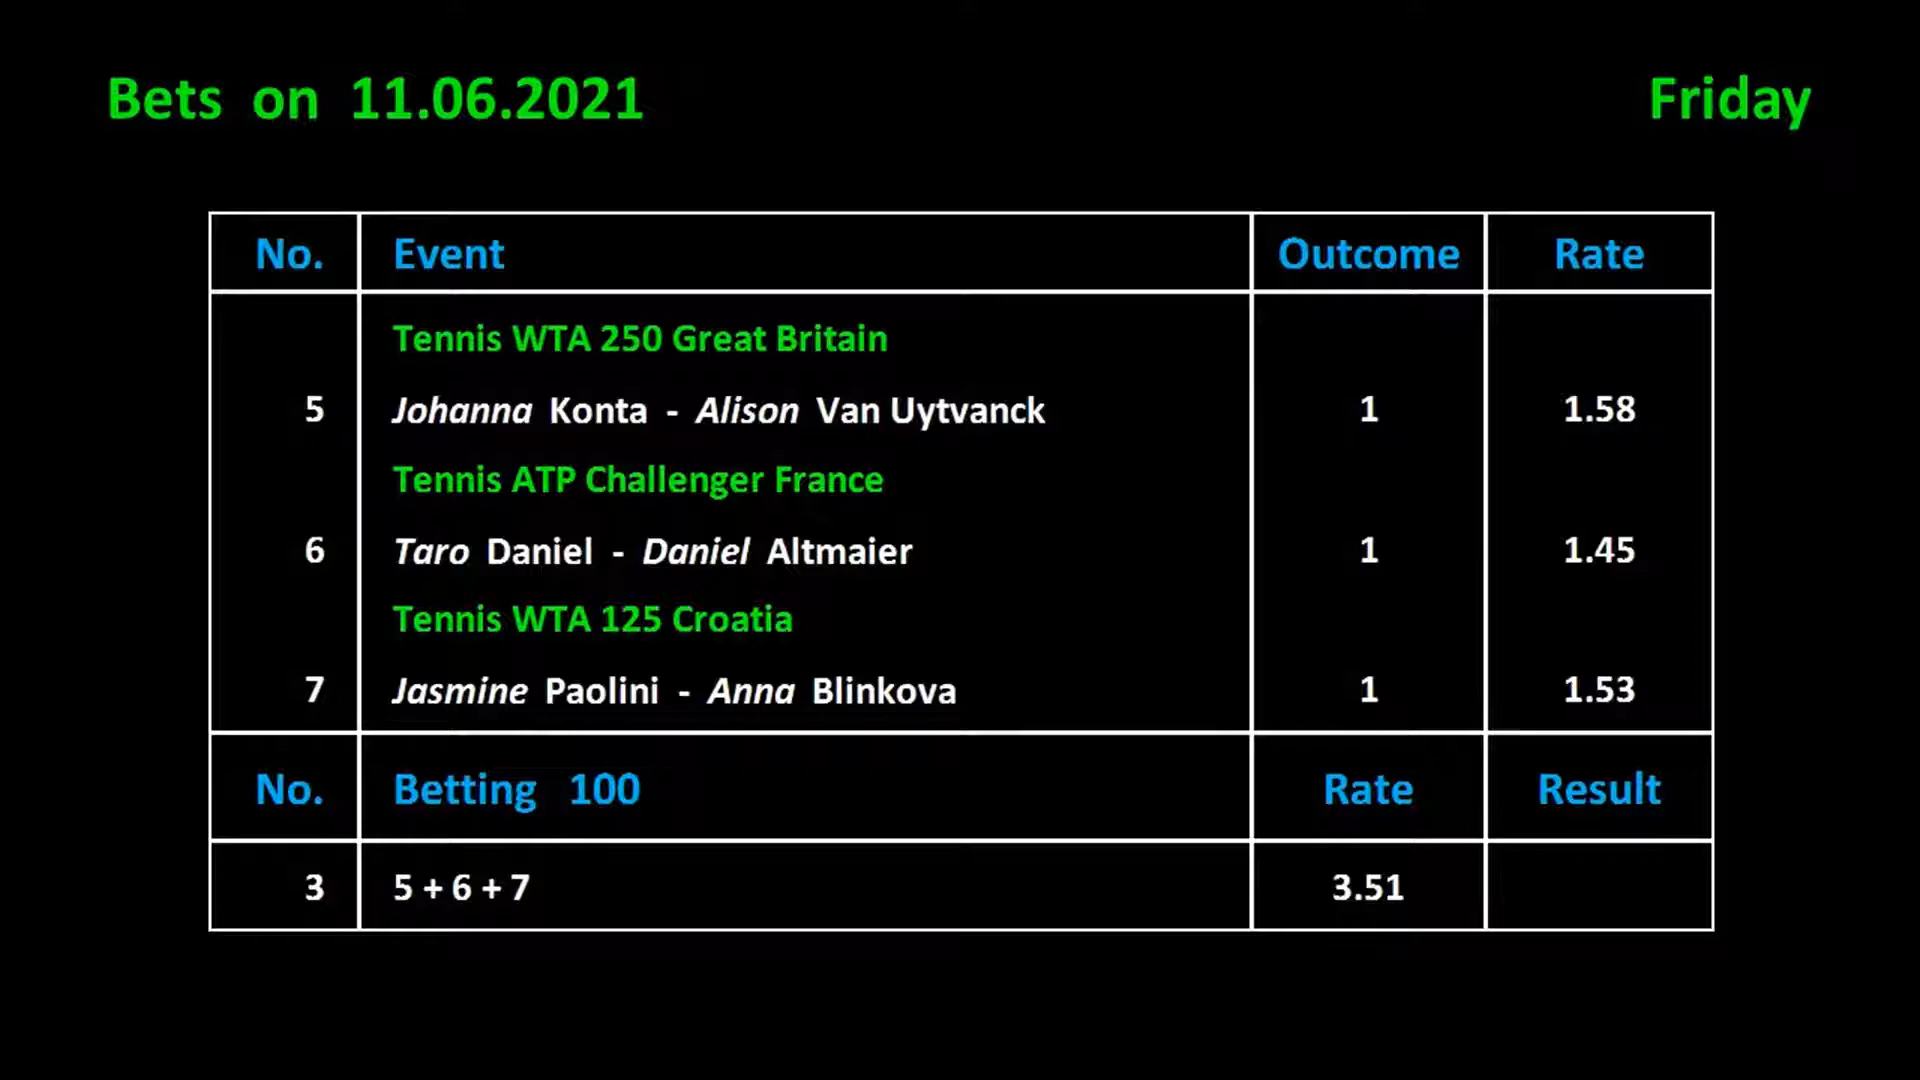 Bets on 11.06.2021 Friday
No. Event Outcome Rate
Tennis WTA 250 Great Britain
5 Johanna Konta - Alison Van Uytvanck 1 1.58
Tennis ATP Challenger France
6 Taro Daniel - Daniel Altmaier 1 1.45
Tennis WTA 125 Croatia
7 Jasmine Paolini - Anna Blinkova 1 1.53
No. Betting 100 Rate Result
3 5 + 6 + 7 3.51